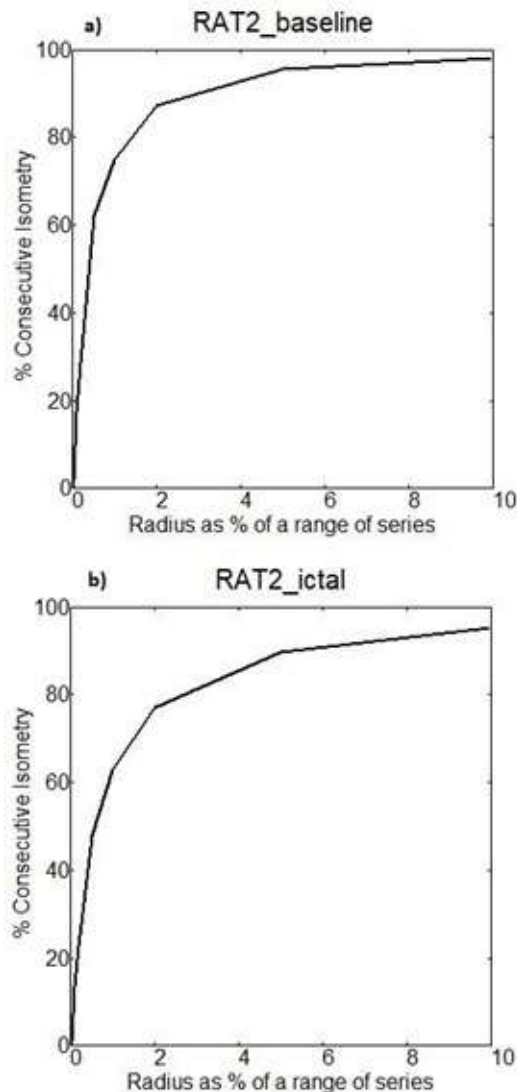 a) RAT2_baseline
100
80
60
40
20
0
% Consecutive Isometry
2 4 6 8 10
Radius as % of a range of series
b) RAT2_ictal
100
80
60
40
20
0
% Consecutive Isometry
0 2 4 6 8 10
Radius as % of a range of series